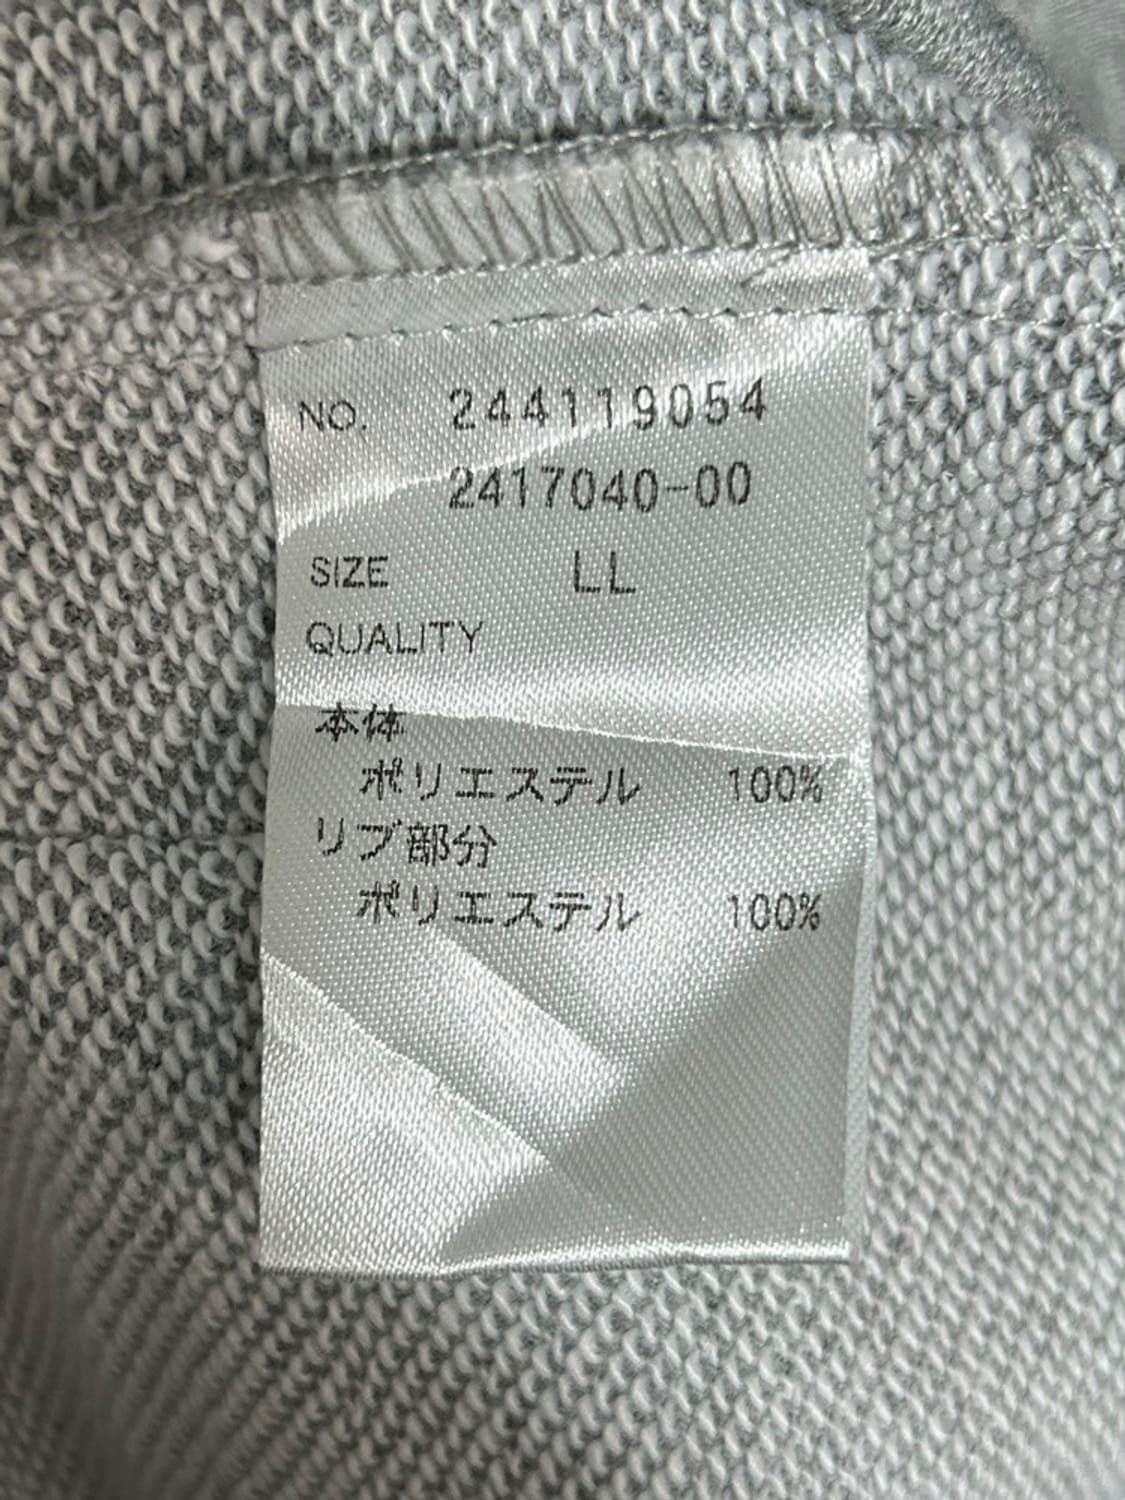 NO. 244119054
2417040-00
SIZE LL
QUALITY
本体
ポリエステル 100%
リブ部分
ポリエステル 100%